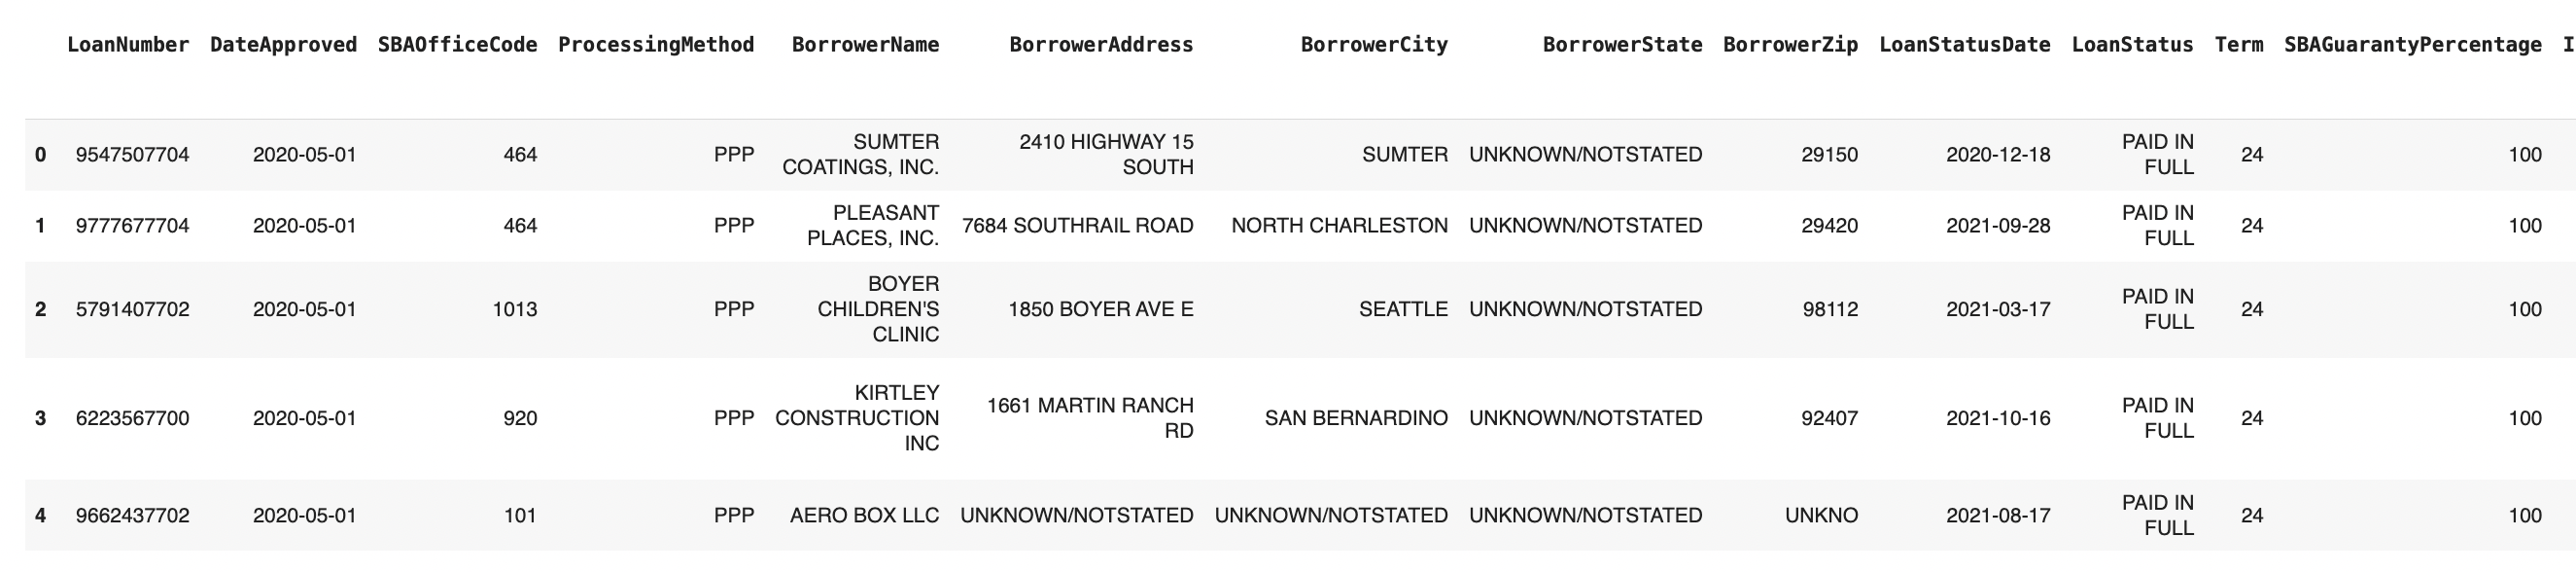 LoanNumber DateApproved SBAOfficeCode ProcessingMethod BorrowerName BorrowerAddress BorrowerCity BorrowerState BorrowerZip LoanStatusDate LoanStatus Term SBAGuarantyPercentage
0 9547507704 2020-05-01 464 PPP SUMTER COATINGS, INC. 2410 HIGHWAY 15 SOUTH SUMTER UNKNOWN/NOTSTATED 29150 2020-12-18 PAID IN FULL 24 100
1 9777677704 2020-05-01 464 PPP PLEASANT PLACES, INC. 7684 SOUTHRAIL ROAD NORTH CHARLESTON UNKNOWN/NOTSTATED 29420 2021-09-28 PAID IN FULL 24 100
2 5791407702 2020-05-01 1013 PPP BOYER CHILDREN'S CLINIC 1850 BOYER AVE E SEATTLE UNKNOWN/NOTSTATED 98112 2021-03-17 PAID IN FULL 24 100
3 6223567700 2020-05-01 920 PPP KIRTLEY CONSTRUCTION INC 1661 MARTIN RANCH RD SAN BERNARDINO UNKNOWN/NOTSTATED 92407 2021-10-16 PAID IN FULL 24 100
4 9662437702 2020-05-01 101 PPP AERO BOX LLC UNKNOWN/NOTSTATED UNKNOWN/NOTSTATED UNKNOWN/NOTSTATED UNKNO 2021-08-17 PAID IN FULL 24 100